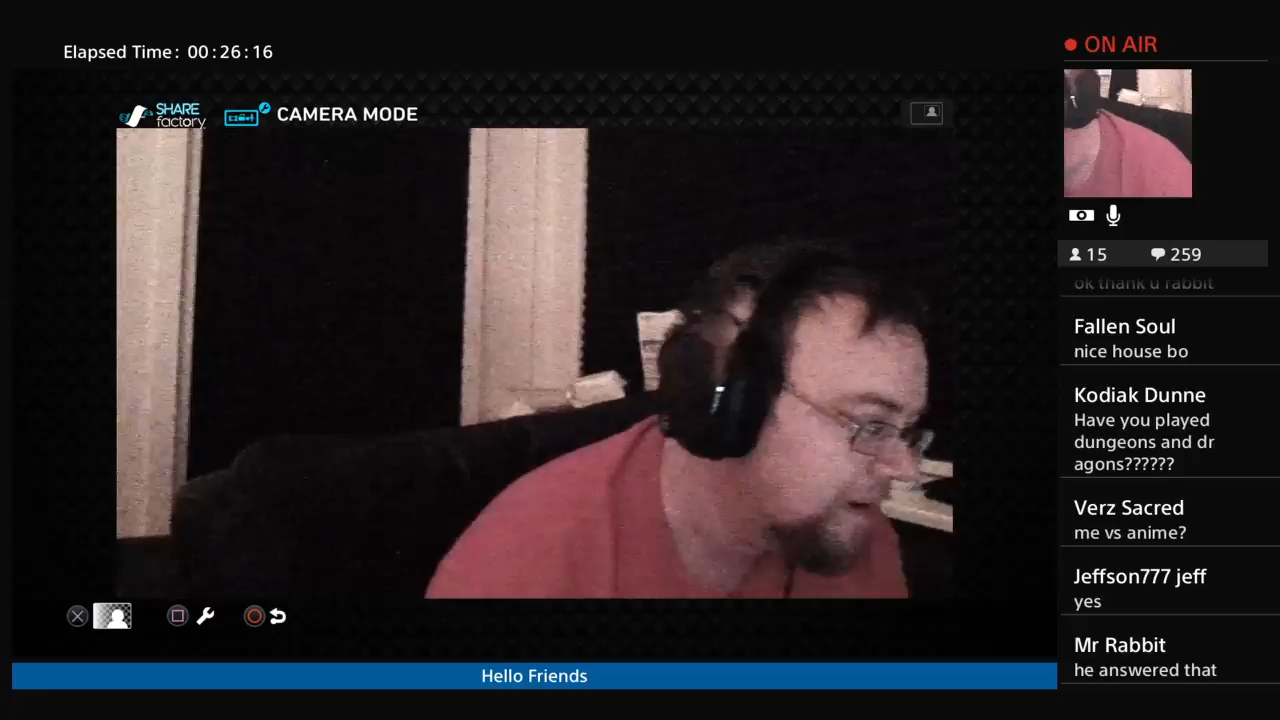 Elapsed Time: 00:26:16
ON AIR
SHARE
factory
CAMERA MODE
15 259
ok thank u rabbit
Fallen Soul
nice house bo
Kodiak Dunne
Have you played
dungeons and dr
agons??????
Verz Sacred
me vs anime?
Jeffson777 jeff
yes
Mr Rabbit
he answered that
Hello Friends